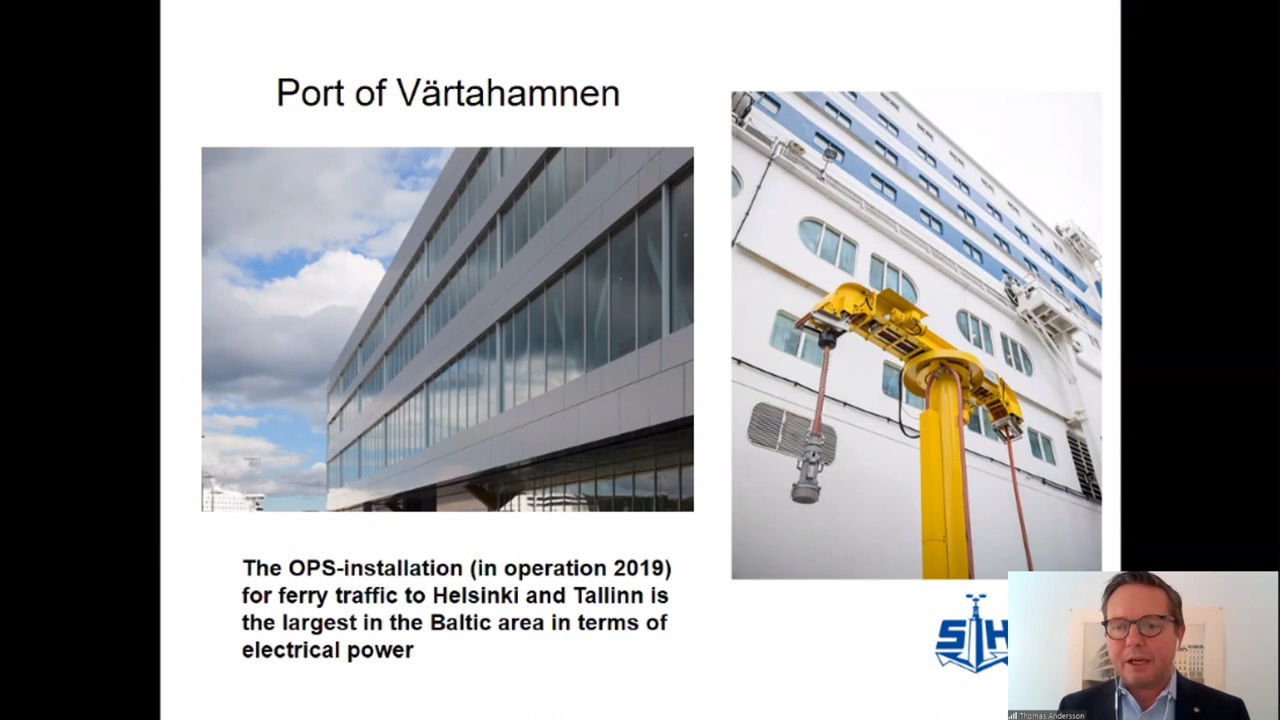 Port of Värtahamnen
The OPS-installation (in operation 2019)
for ferry traffic to Helsinki and Tallinn is
the largest in the Baltic area in terms of
electrical power
SH
Thomas Andersson